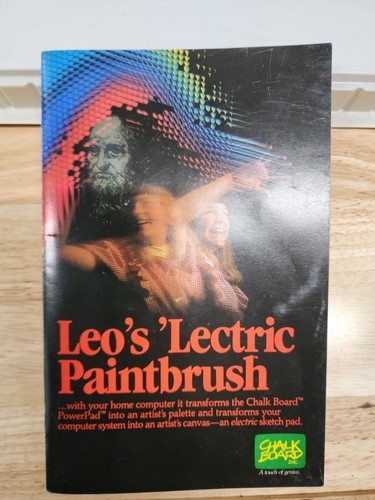 Leo's 'Lectric
Paintbrush
...with your home computer it transforms the Chalk Board™
PowerPad™ into an artist's palette and transforms your
computer system into an artist's canvas—an electric sketch pad.
CHALK
BOARD
INC.
A touch of genius.